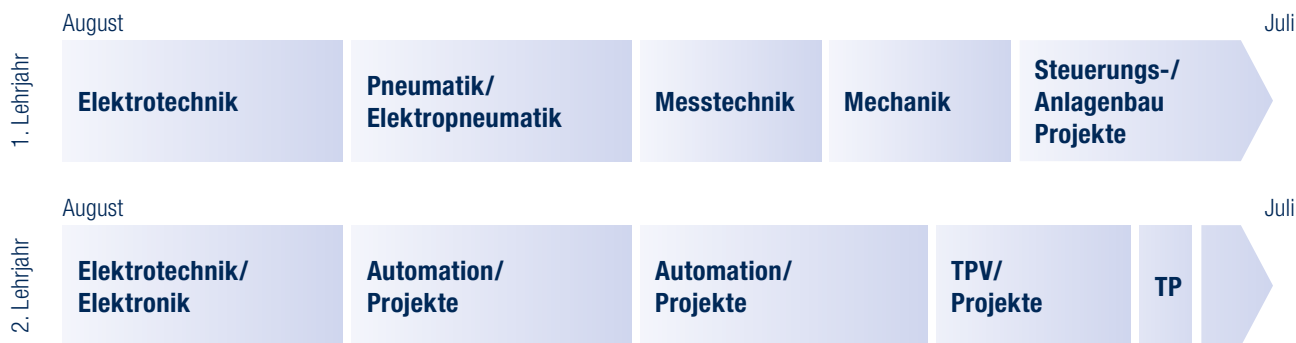 August
Juli
1. Lehrjahr
Elektrotechnik
Pneumatik/
Elektropneumatik
Messtechnik
Mechanik
Steuerungs-/
Anlagenbau
Projekte
August
Juli
2. Lehrjahr
Elektrotechnik/
Elektronik
Automation/
Projekte
Automation/
Projekte
TPV/
Projekte
TP